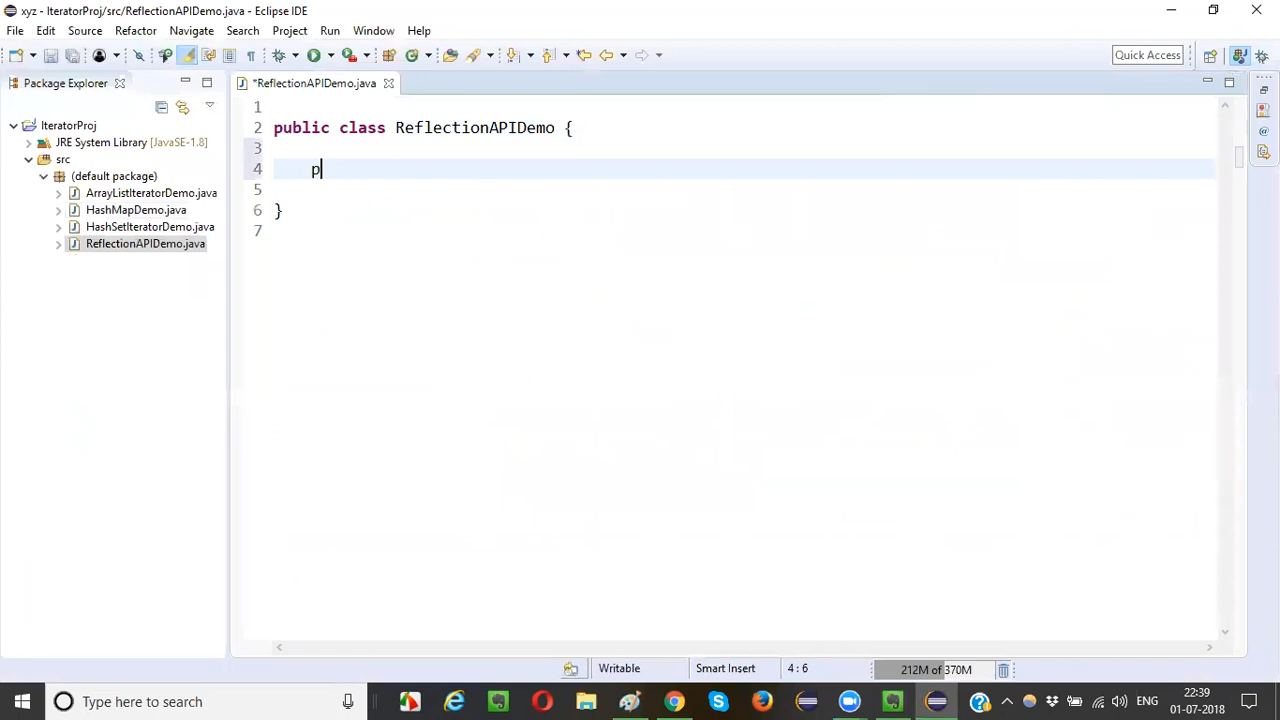 xyz - IteratorProj/src/ReflectionAPIDemo.java - Eclipse IDE
File Edit Source Refactor Navigate Search Project Run Window Help
Quick Access
Package Explorer
*ReflectionAPIDemo.java
IteratorProj
JRE System Library [JavaSE-1.8]
src
(default package)
ArrayListIteratorDemo.java
HashMapDemo.java
HashSetIteratorDemo.java
ReflectionAPIDemo.java
1
2 public class ReflectionAPIDemo {
3
4 p
5
6 }
7
Writable Smart Insert 4 : 6 212M of 370M
Type here to search
ENG
22:39
01-07-2018